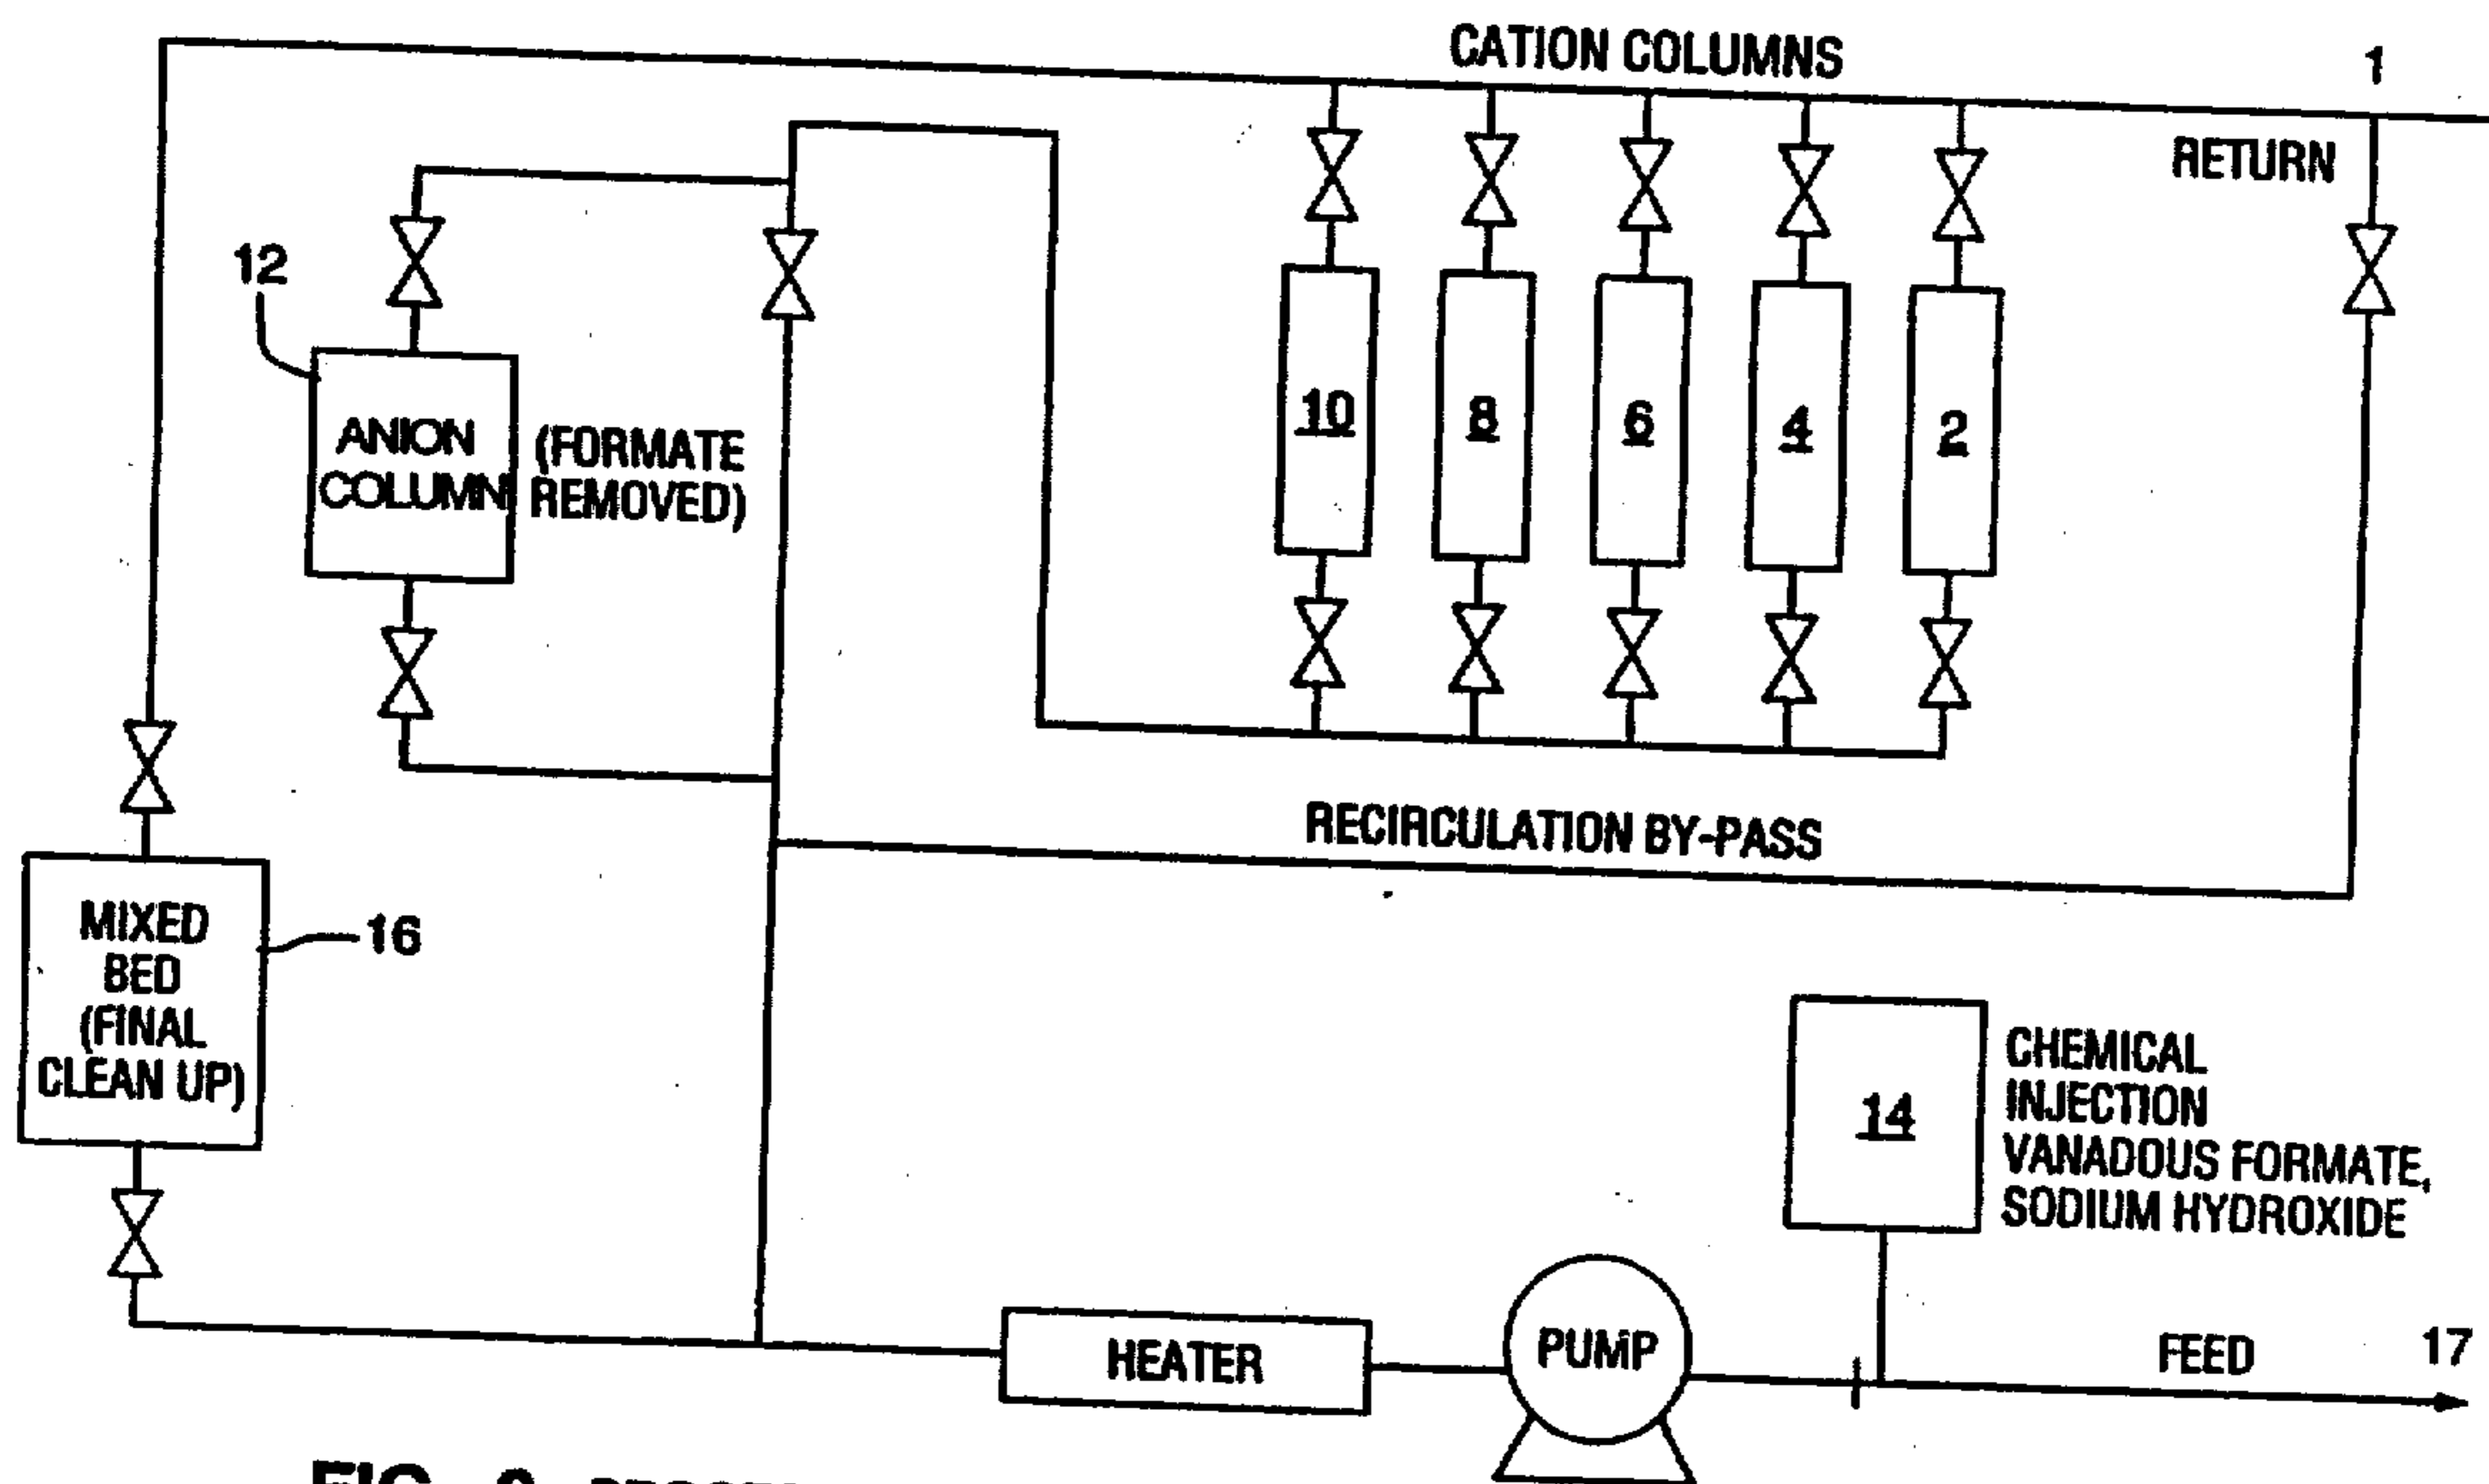 CATION COLUMNS
1
RETURN
12
ANION
COLUMN
(FORMATE
REMOVED)
10
8
6
4
2
RECIRCULATION BY-PASS
MIXED
BED
(FINAL
CLEAN UP)
16
14
CHEMICAL
INJECTION
VANADOUS FORMATE,
SODIUM HYDROXIDE
HEATER
PUMP
FEED
17